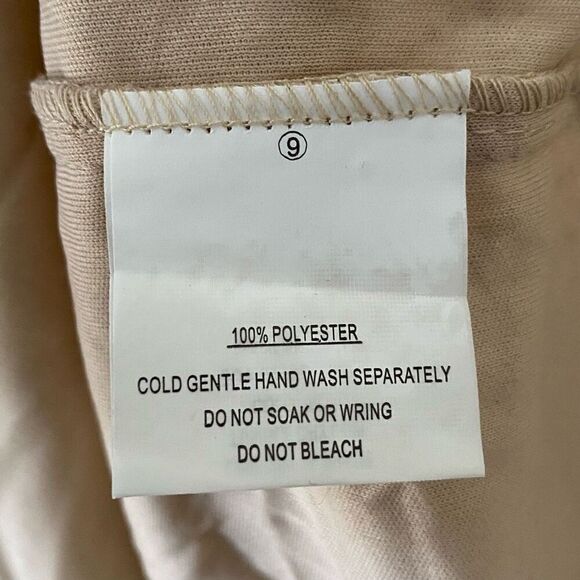 9
100% POLYESTER
COLD GENTLE HAND WASH SEPARATELY
DO NOT SOAK OR WRING
DO NOT BLEACH